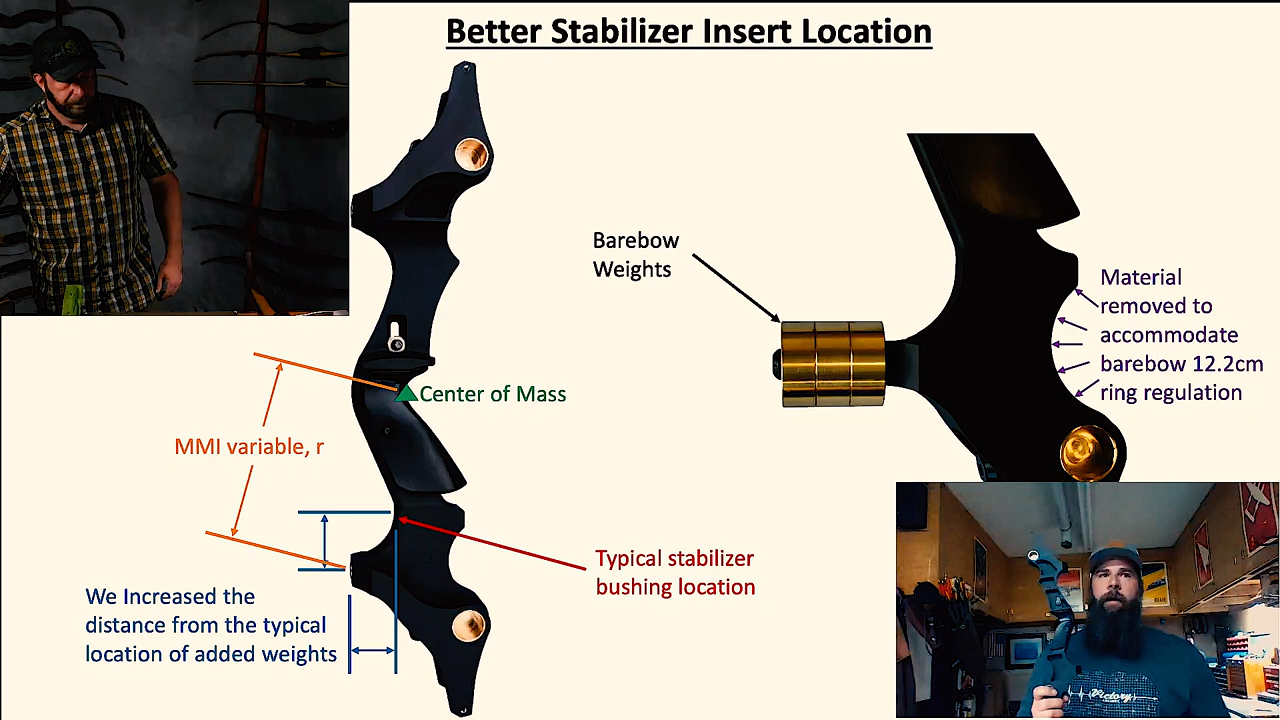 Better Stabilizer Insert Location
Barebow
Weights
Material
removed to
accommodate
barebow 12.2cm
ring regulation
Center of Mass
MMI variable, r
Typical stabilizer
bushing location
We Increased the
distance from the typical
location of added weights
Victory